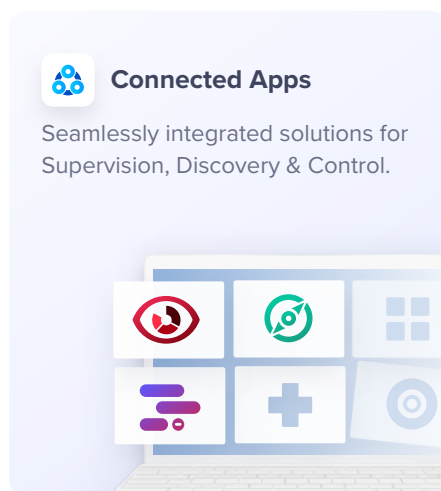 Connected Apps
Seamlessly integrated solutions for
Supervision, Discovery & Control.